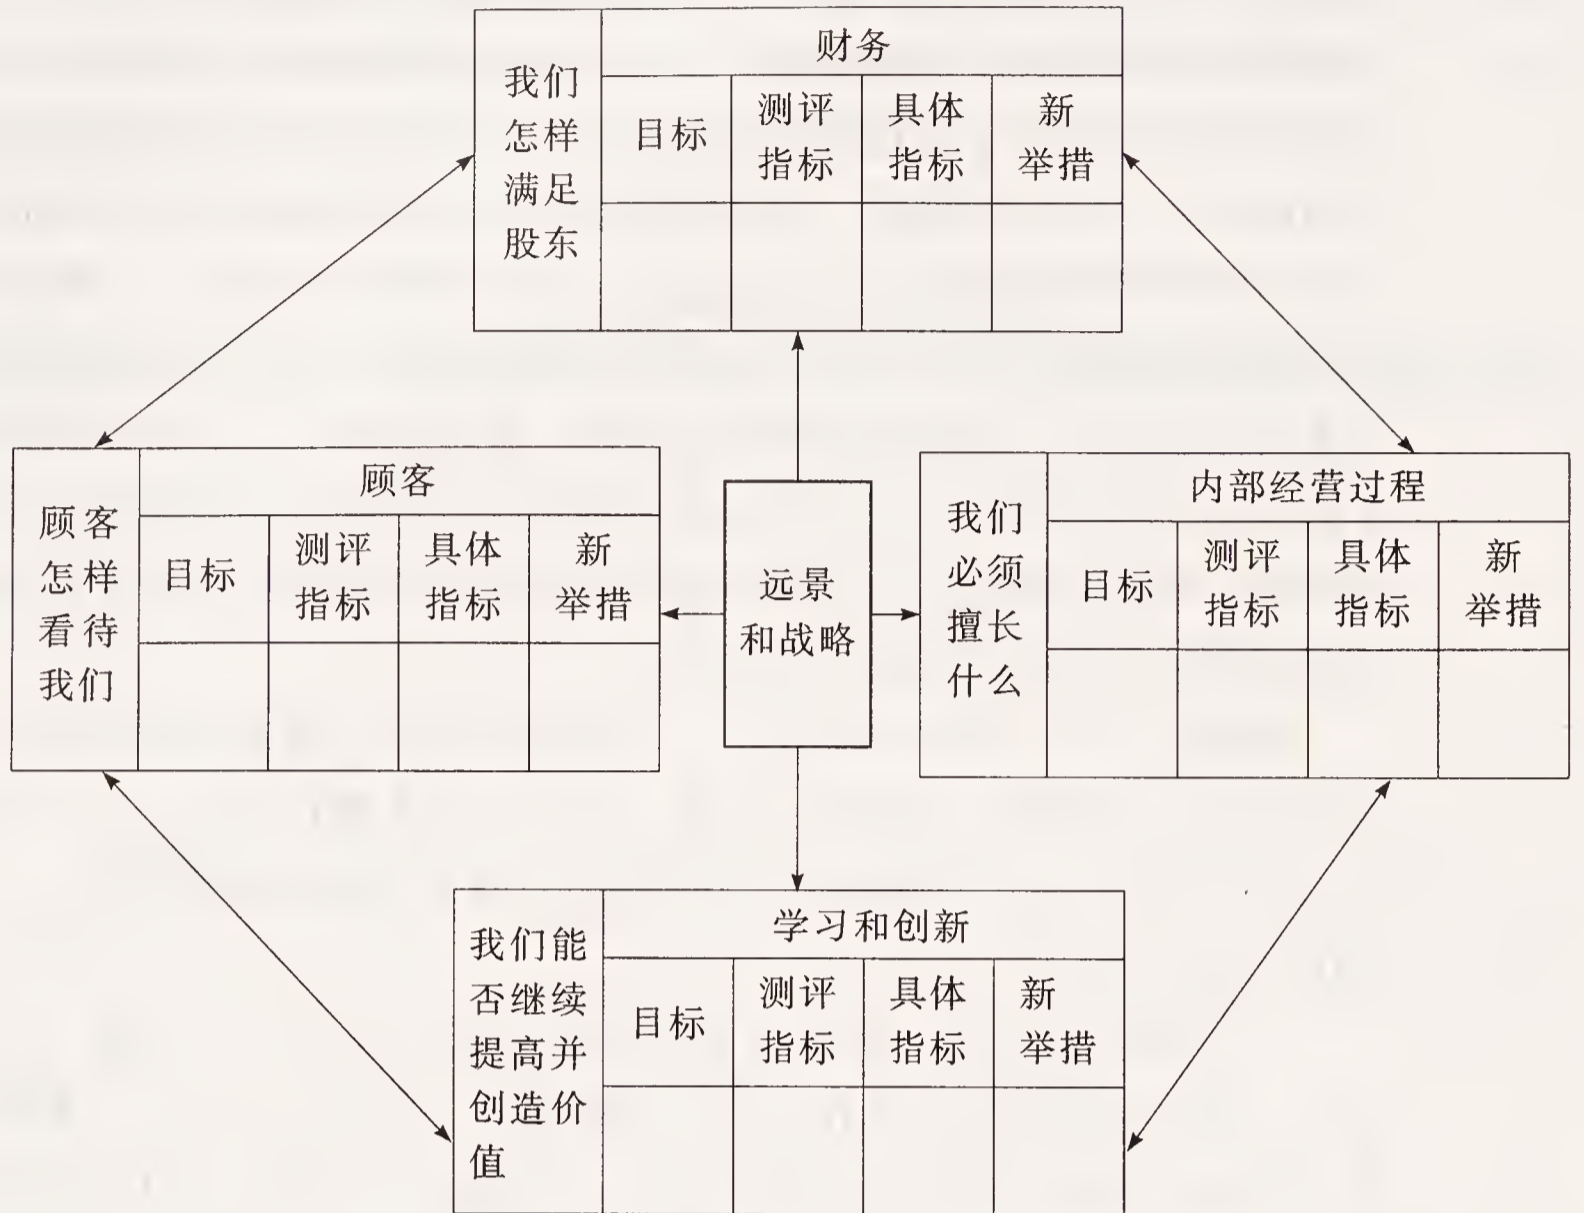 财务
我们
怎样
满足
股东
目标
测评
指标
具体
指标
新
举措
顾客
顾客
怎样
看待
我们
目标
测评
指标
具体
指标
新
举措
远景
和战略
内部经营过程
我们
必须
擅长
什么
目标
测评
指标
具体
指标
新
举措
学习和创新
我们能
否继续
提高并
创造价
值
目标
测评
指标
具体
指标
新
举措